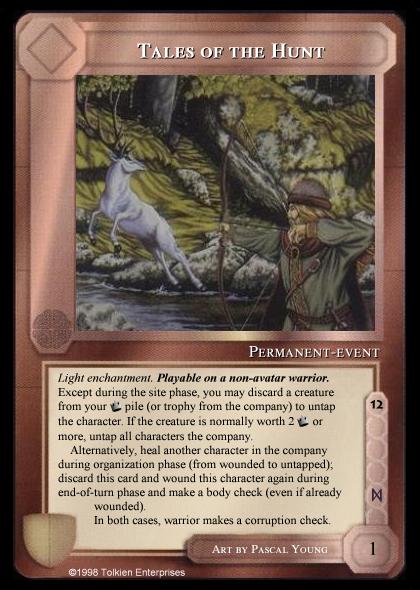 TALES OF THE HUNT
PERMANENT-EVENT
Light enchantment. Playable on a non-avatar warrior.
Except during the site phase, you may discard a creature
from your pile (or trophy from the company) to untap
the character. If the creature is normally worth 2 or
more, untap all characters the company.
Alternatively, heal another character in the company
during organization phase (from wounded to untapped);
discard this card and wound this character again during
end-of-turn phase and make a body check (even if already
wounded).
In both cases, warrior makes a corruption check.
12
ART BY PASCAL YOUNG
1
©1998 Tolkien Enterprises